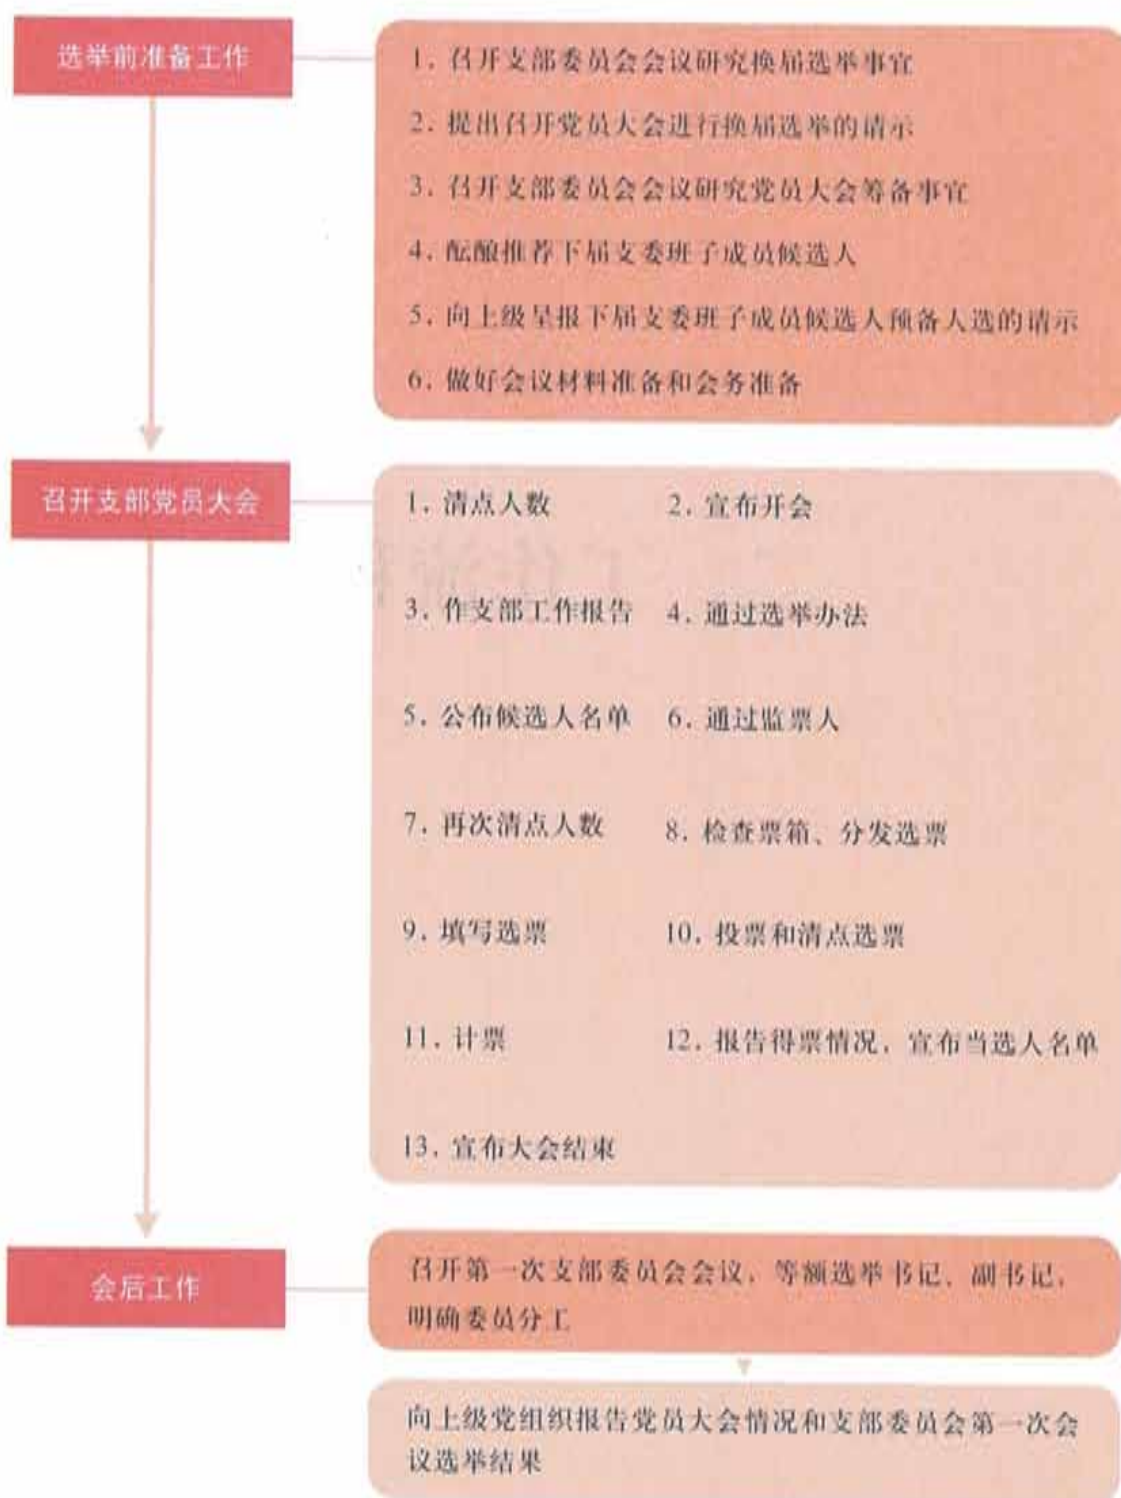 选举前准备工作
1. 召开支部委员会会议研究换届选举事宜
2. 提出召开党员大会进行换届选举的请示
3. 召开支部委员会会议研究党员大会筹备事宜
4. 酝酿推荐下届支委班子成员候选人
5. 向上级呈报下届支委班子成员候选人预备人选的请示
6. 做好会议材料准备和会务准备
召开支部党员大会
1. 清点人数
2. 宣布开会
3. 作支部工作报告
4. 通过选举办法
5. 公布候选人名单
6. 通过监票人
7. 再次清点人数
8. 检查票箱、分发选票
9. 填写选票
10. 投票和清点选票
11. 计票
12. 报告得票情况，宣布当选人名单
13. 宣布大会结束
会后工作
召开第一次支部委员会会议，等额选举书记、副书记，
明确委员分工
向上级党组织报告党员大会情况和支部委员会第一次会
议选举结果